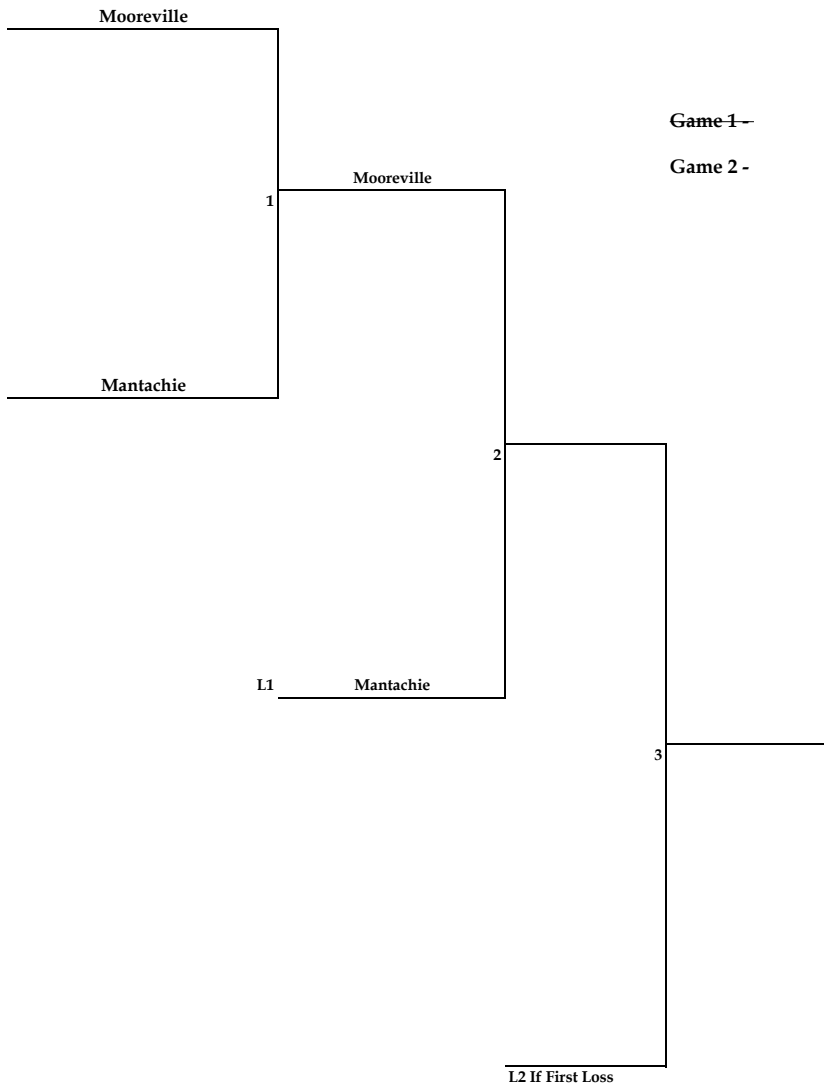 Mooreville
Game 1 -
Game 2 -
Mooreville
1
Mantachie
2
L1
Mantachie
3
L2 If First Loss